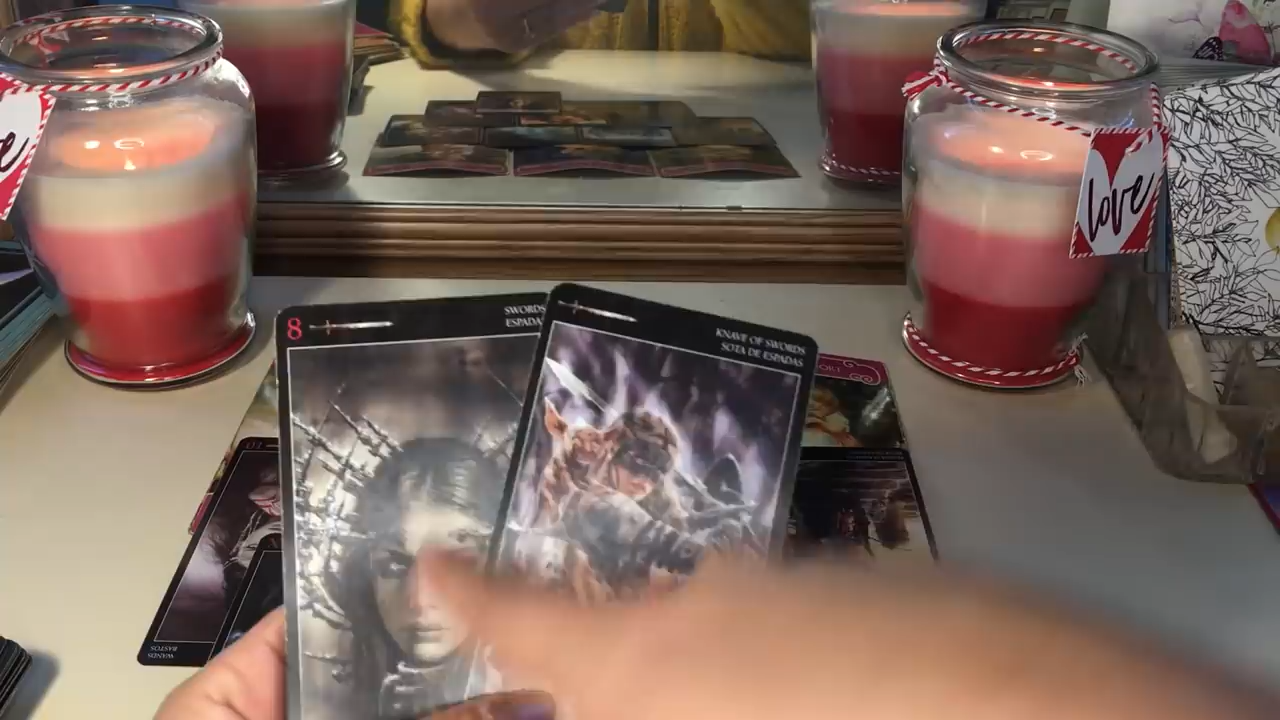 love
8
SWORDS
ESPADAS
KNAVE OF SWORDS
SOTA DE ESPADAS
WANDS
BASTOS